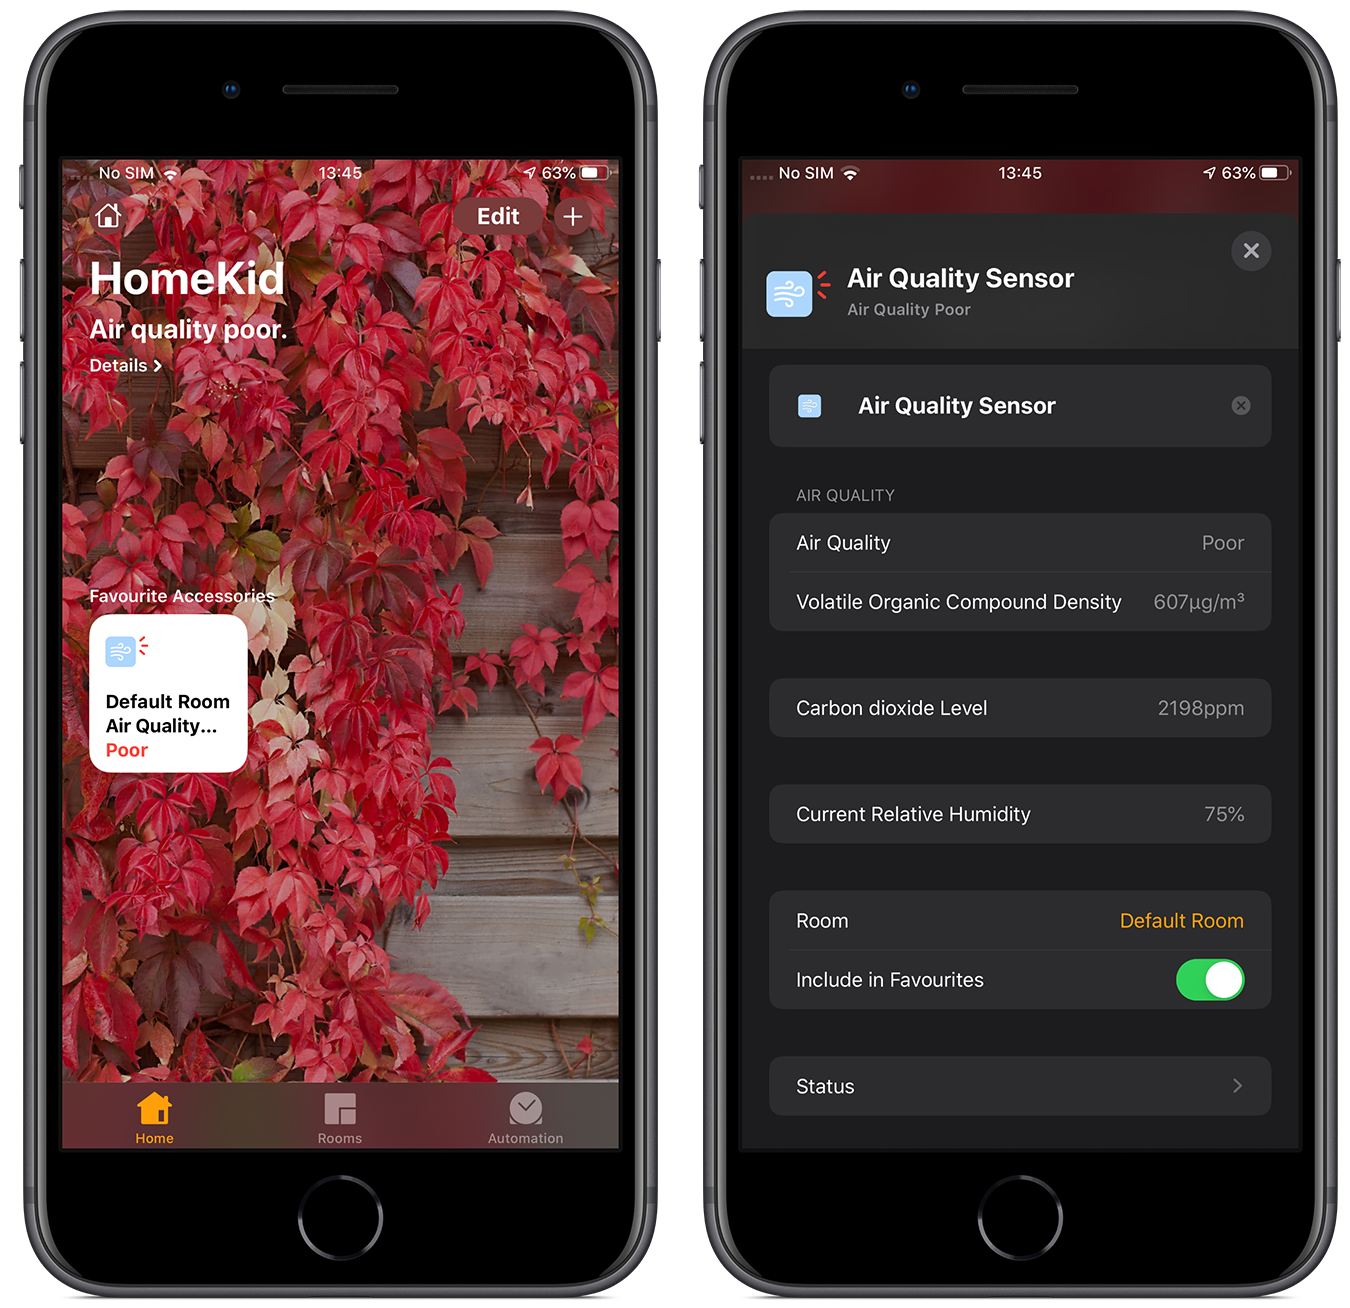 No SIM 13:45 63%
Edit +
HomeKid
Air quality poor.
Details >
Favourite Accessories
Default Room
Air Quality...
Poor
Home Rooms Automation
No SIM 13:45 63%
Air Quality Sensor
Air Quality Poor
Air Quality Sensor
AIR QUALITY
Air Quality Poor
Volatile Organic Compound Density 607µg/m³
Carbon dioxide Level 2198ppm
Current Relative Humidity 75%
Room Default Room
Include in Favourites
Status >